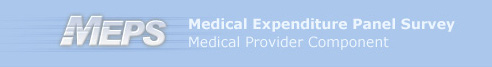 MEPS
Medical Expenditure Panel Survey
Medical Provider Component